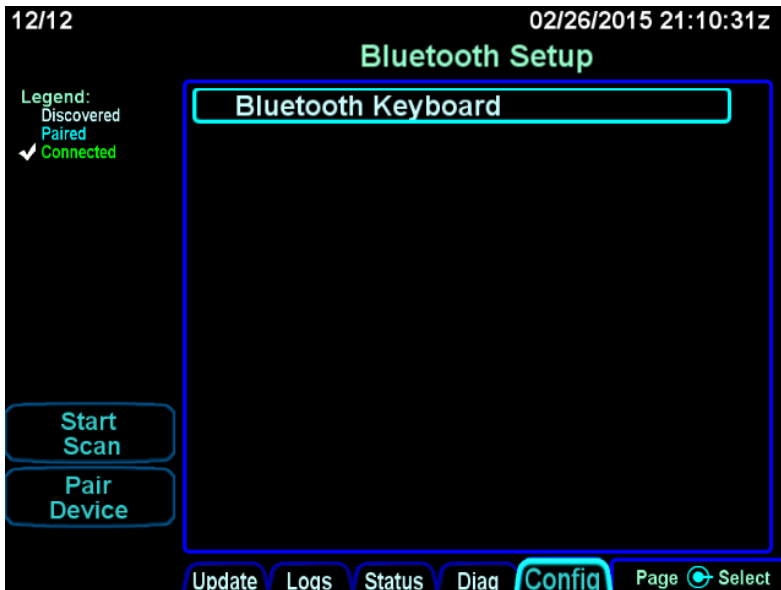 12/12
02/26/2015 21:10:31z
Bluetooth Setup
Legend:
Discovered
Paired
Connected
Bluetooth Keyboard
Start
Scan
Pair
Device
Update
Logs
Status
Diag
Config
Page
Select